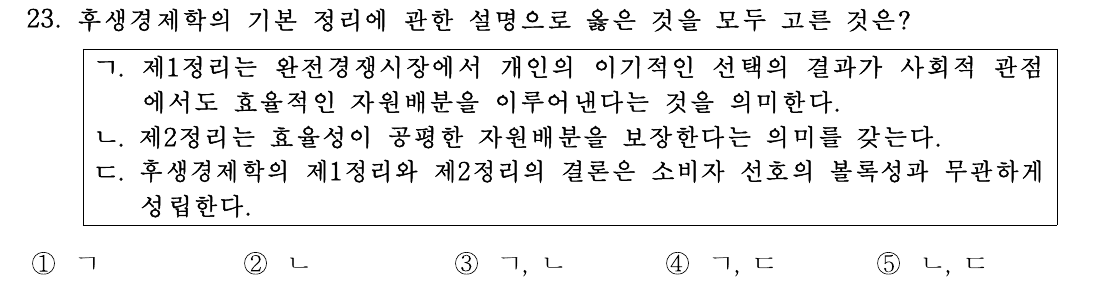 23. 후생경제학의 기본 정리에 관한 설명으로 옳은 것을 모두 고른 것은?
ㄱ. 제1정리는 완전경쟁시장에서 개인의 이기적인 선택의 결과가 사회적 관점
에서도 효율적인 자원배분을 이루어낸다는 것을 의미한다.
ㄴ. 제2정리는 효율성이 공평한 자원배분을 보장한다는 의미를 갖는다.
ㄷ. 후생경제학의 제1정리와 제2정리의 결론은 소비자 선호의 볼록성과 무관하게
성립한다.
① ㄱ ② ㄴ ③ ㄱ, ㄴ ④ ㄱ, ㄷ ⑤ ㄴ, ㄷ